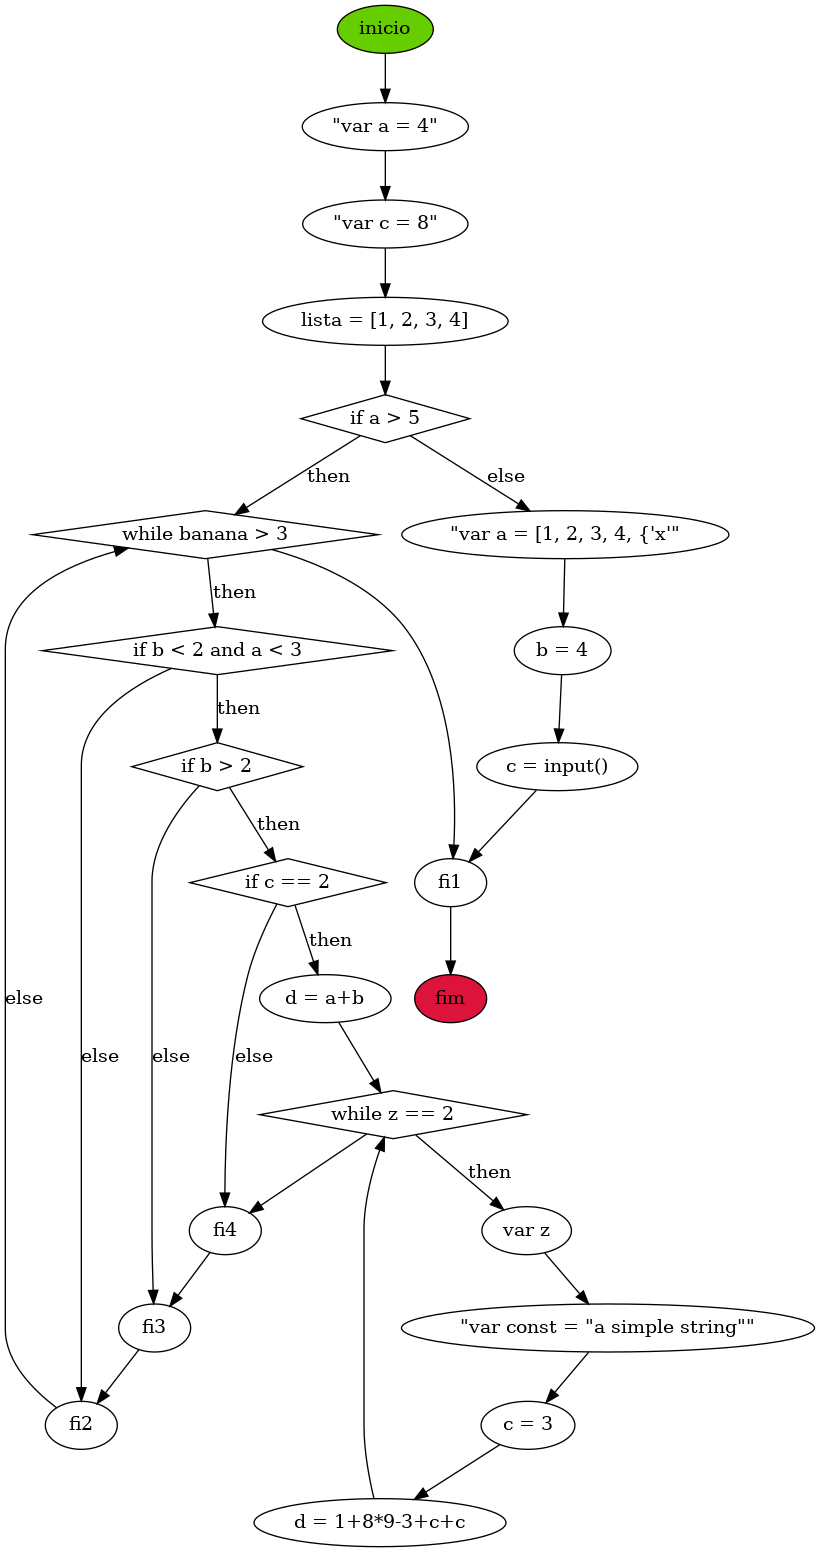 inicio
"var a = 4"
"var c = 8"
lista = [1, 2, 3, 4]
if a > 5
then
else
while banana > 3
"var a = [1, 2, 3, 4, {'x'"
then
if b < 2 and a < 3
b = 4
then
if b > 2
c = input()
then
if c == 2
fi1
then
else
d = a+b
fim
else
else
else
while z == 2
then
fi4
var z
fi3
"var const = "a simple string""
fi2
c = 3
d = 1+8*9-3+c+c